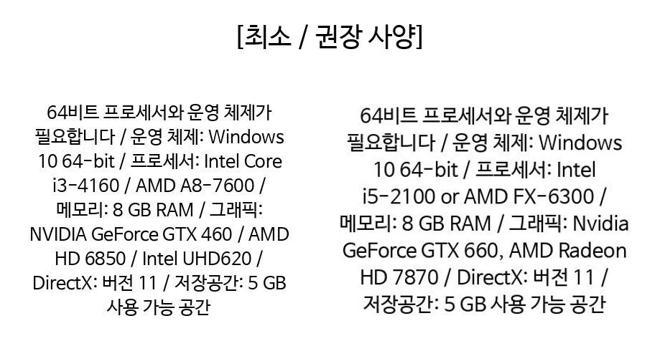 [최소 / 권장 사양]
64비트 프로세서와 운영 체제가
필요합니다 / 운영 체제: Windows
10 64-bit / 프로세서: Intel Core
i3-4160 / AMD A8-7600 /
메모리: 8 GB RAM / 그래픽:
NVIDIA GeForce GTX 460 / AMD
HD 6850 / Intel UHD620 /
DirectX: 버전 11 / 저장공간: 5 GB
사용 가능 공간
64비트 프로세서와 운영 체제가
필요합니다 / 운영 체제: Windows
10 64-bit / 프로세서: Intel
i5-2100 or AMD FX-6300 /
메모리: 8 GB RAM / 그래픽: Nvidia
GeForce GTX 660, AMD Radeon
HD 7870 / DirectX: 버전 11 /
저장공간: 5 GB 사용 가능 공간